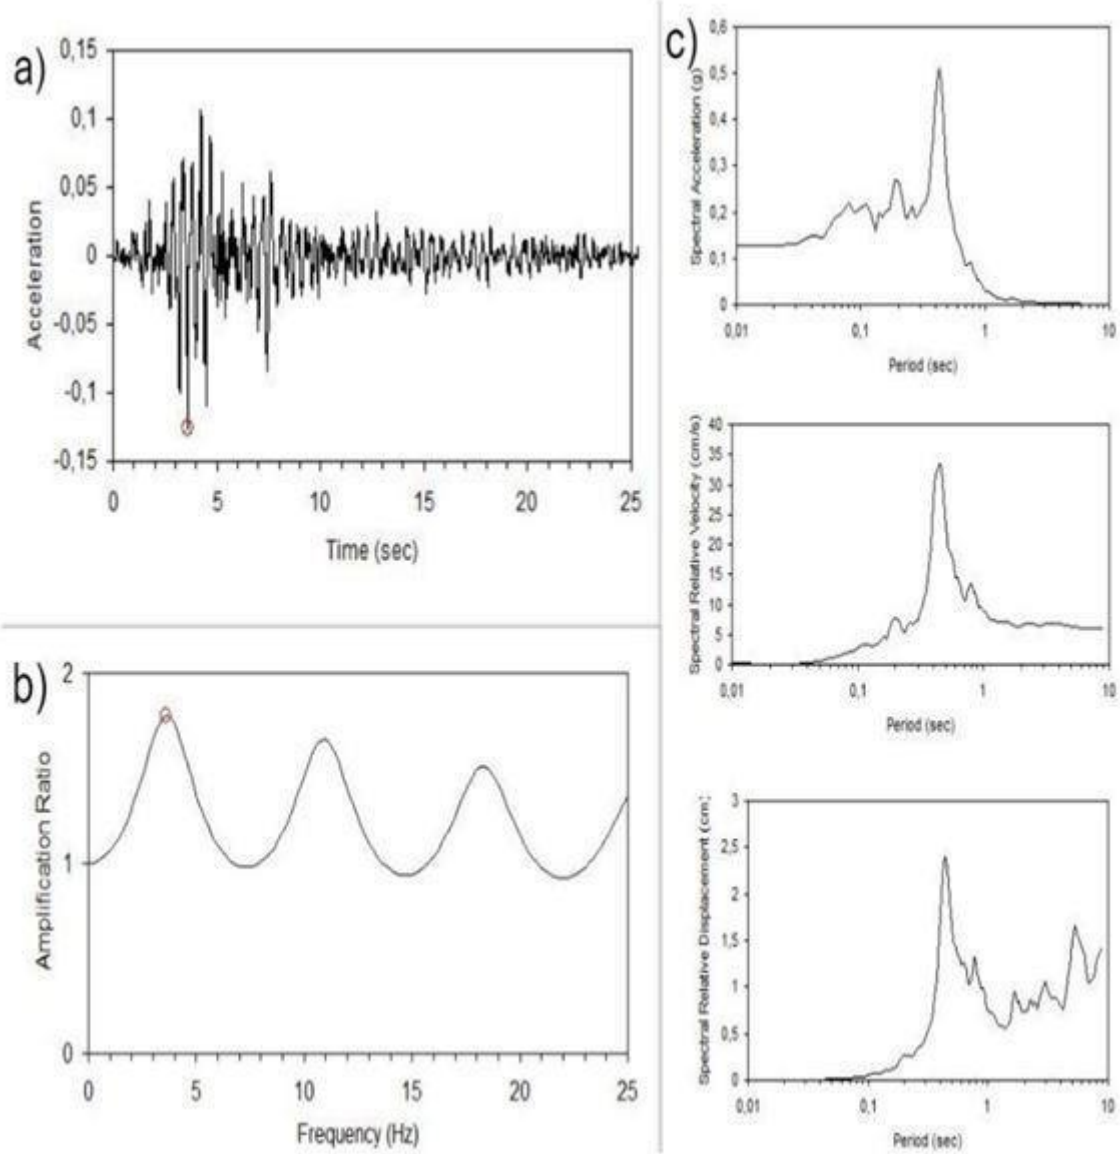 a)
Acceleration
0,15
0,1
0,05
0
-0,05
-0,1
-0,15
0 5 10 15 20 25
Time (sec)
b)
Amplification Ratio
2
1
0
0 5 10 15 20 25
Frequency (Hz)
c)
Spectral Acceleration (g)
0,6
0,5
0,4
0,3
0,2
0,1
0
0,01 0,1 1 10
Period (sec)
Spectral Relative Velocity (cm/s)
40
35
30
25
20
15
10
5
0
0,01 0,1 1 10
Period (sec)
Spectral Relative Displacement (cm)
3
2,5
2
1,5
1
0,5
0
0,01 0,1 1 10
Period (sec)